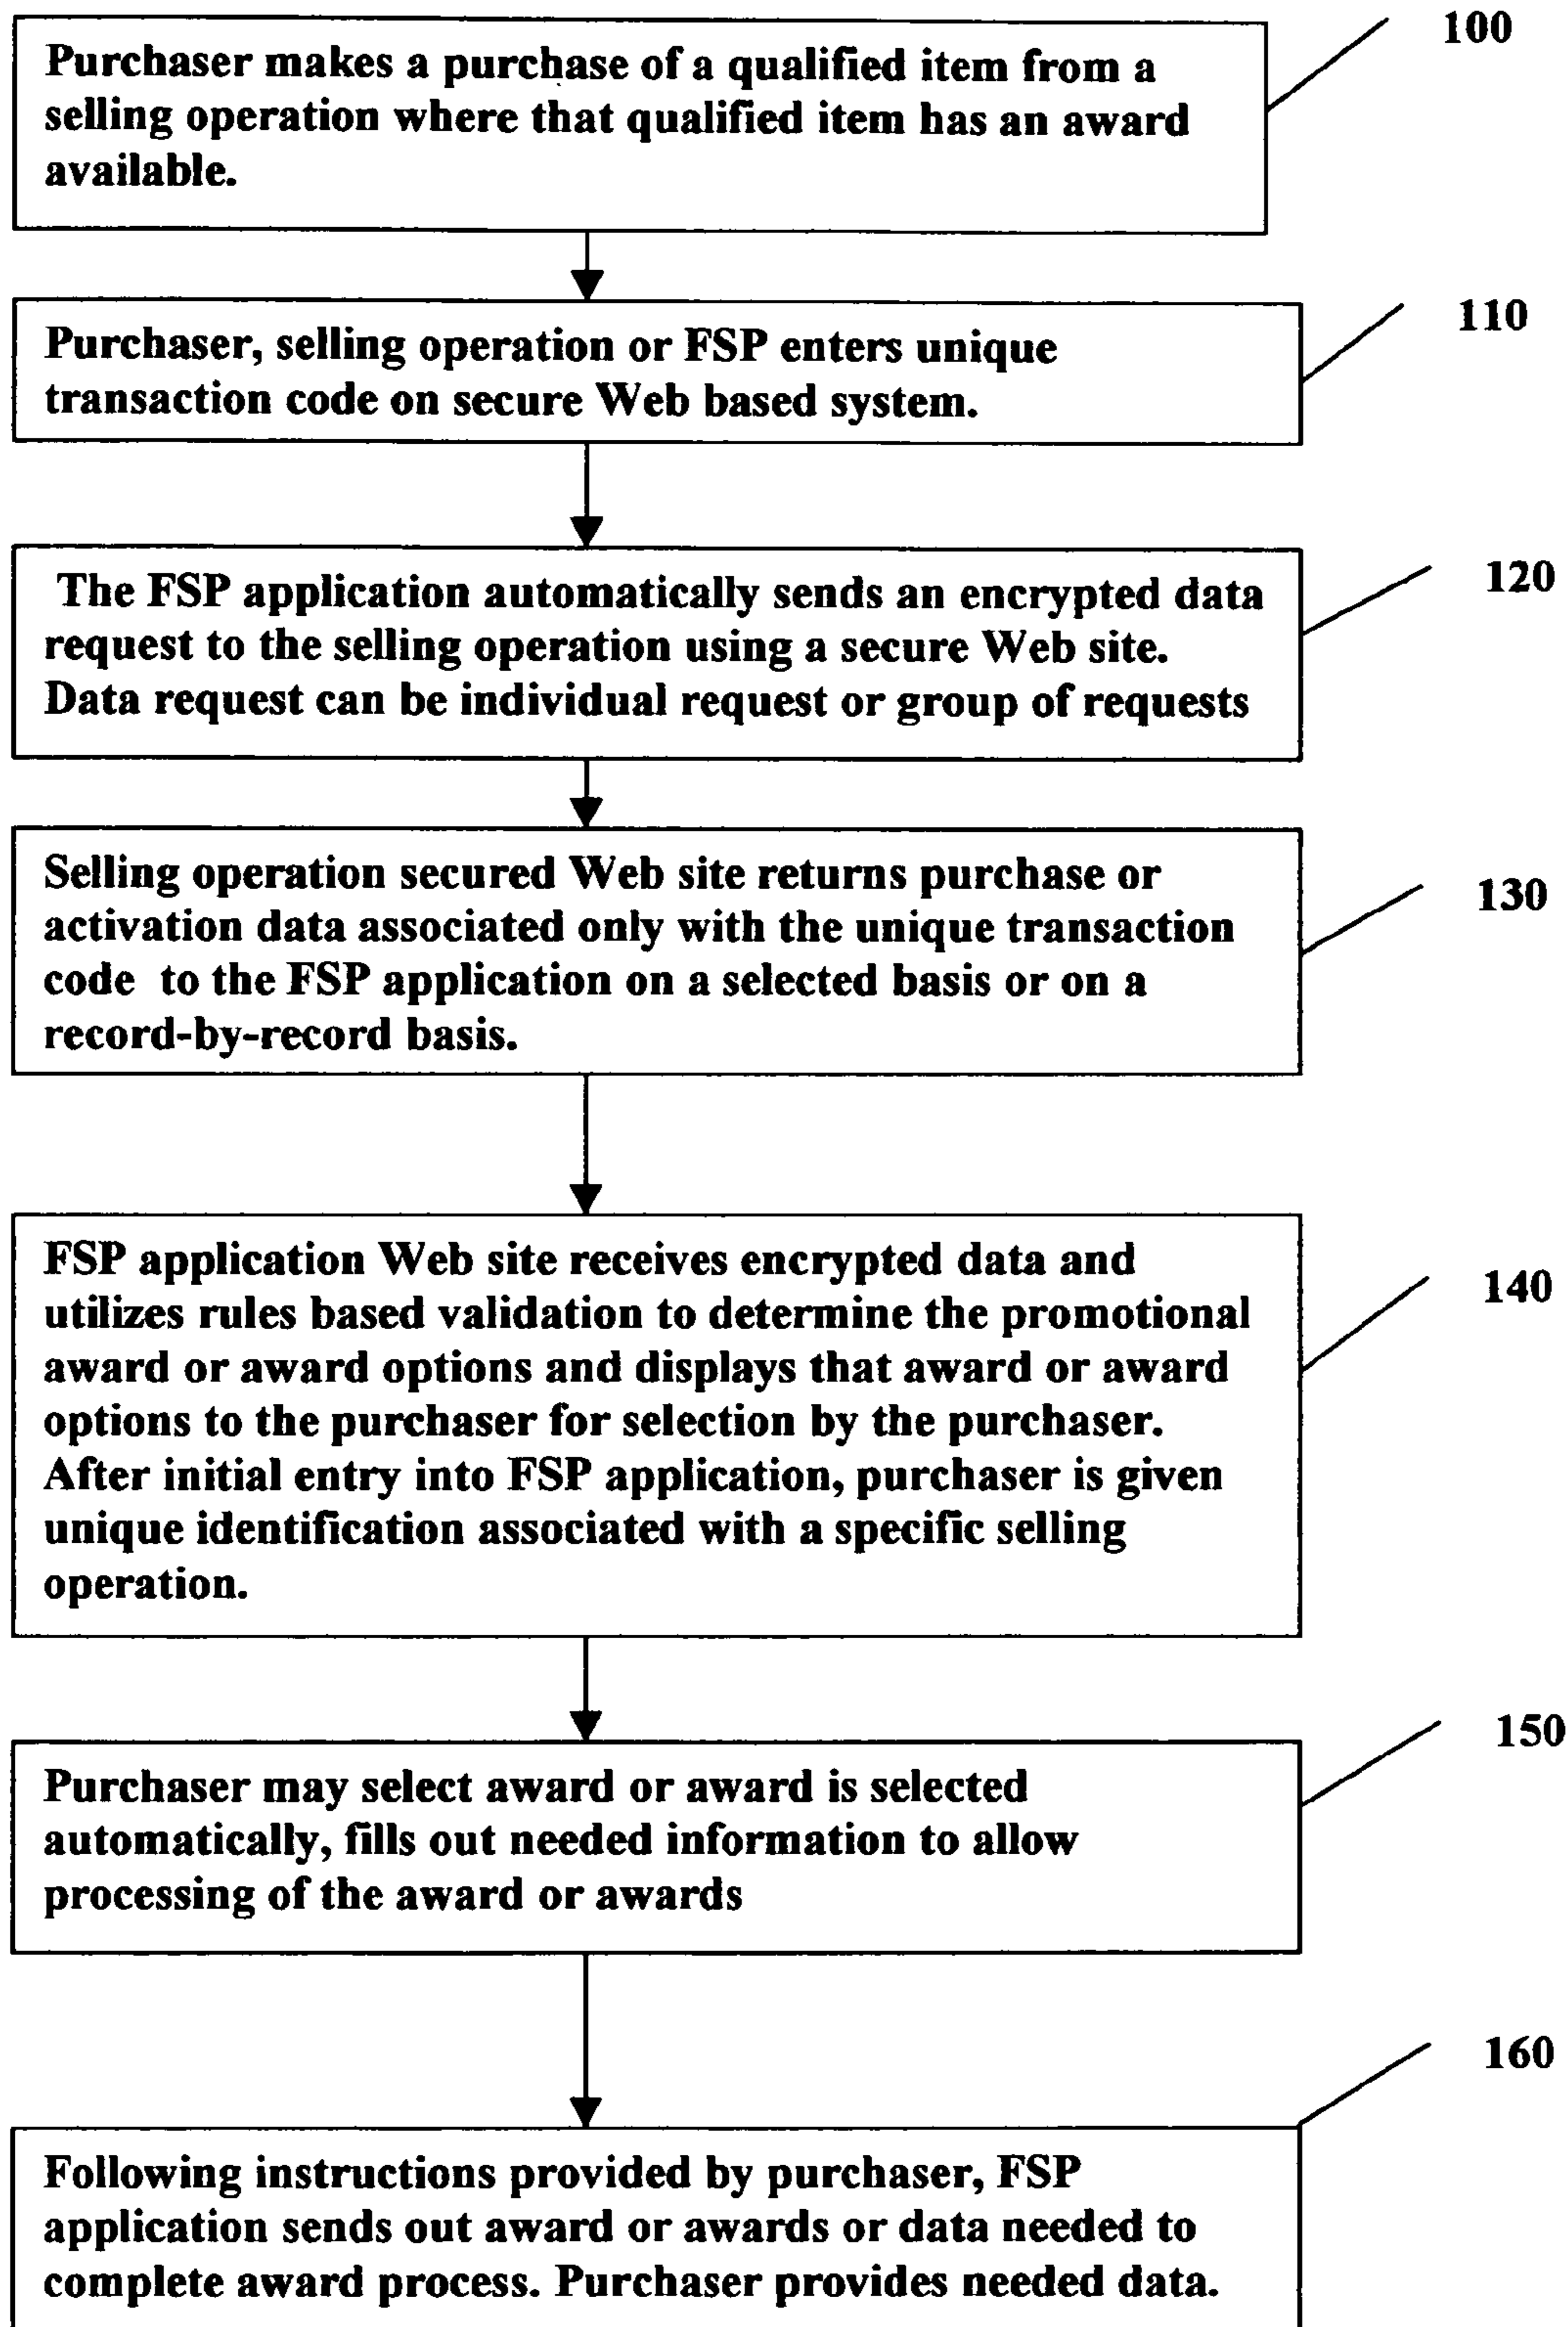 100
Purchaser makes a purchase of a qualified item from a
selling operation where that qualified item has an award
available.
110
Purchaser, selling operation or FSP enters unique
transaction code on secure Web based system.
120
The FSP application automatically sends an encrypted data
request to the selling operation using a secure Web site.
Data request can be individual request or group of requests
130
Selling operation secured Web site returns purchase or
activation data associated only with the unique transaction
code to the FSP application on a selected basis or on a
record-by-record basis.
140
FSP application Web site receives encrypted data and
utilizes rules based validation to determine the promotional
award or award options and displays that award or award
options to the purchaser for selection by the purchaser.
After initial entry into FSP application, purchaser is given
unique identification associated with a specific selling
operation.
150
Purchaser may select award or award is selected
automatically, fills out needed information to allow
processing of the award or awards
160
Following instructions provided by purchaser, FSP
application sends out award or awards or data needed to
complete award process. Purchaser provides needed data.